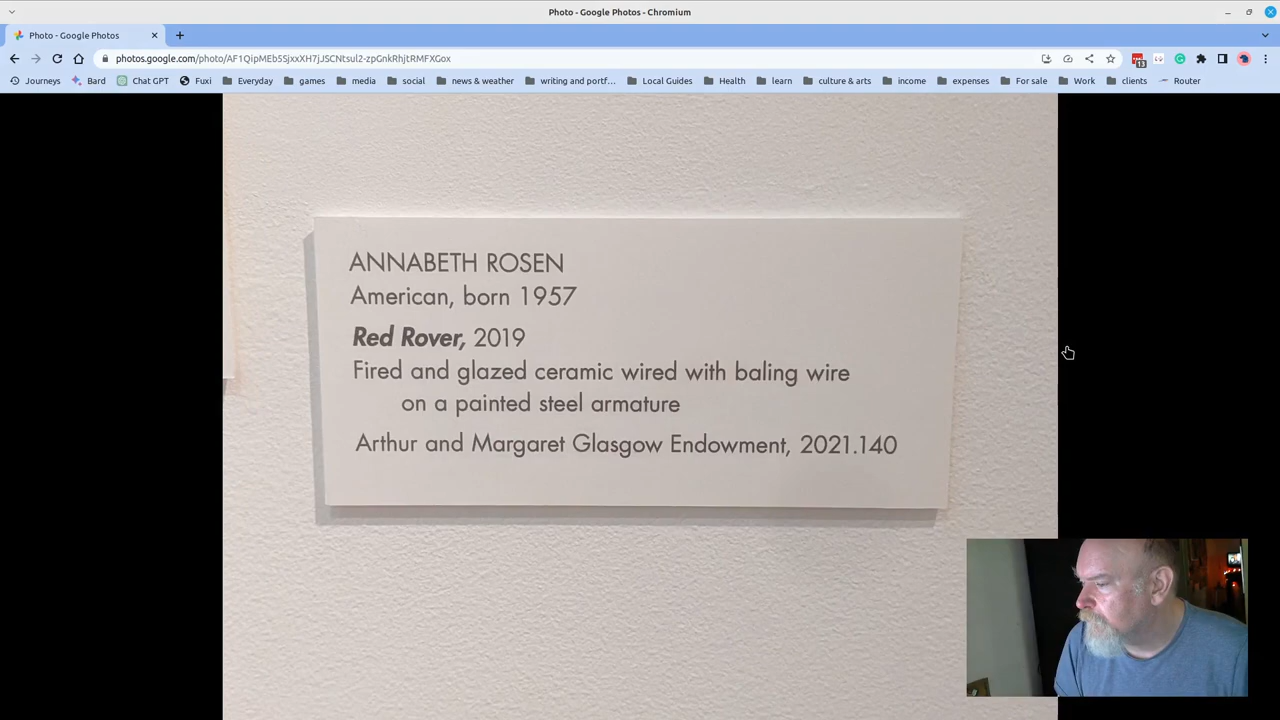 Photo - Google Photos - Chromium
Photo - Google Photos
photos.google.com/photo/AF1QipMEb5SjxxXH7jJSCNtsul2-zpGnkRhjtRMFXGox
13
Journeys Bard Chat GPT Fuxi Everyday games media social news & weather writing and portf... Local Guides Health learn culture & arts income expenses For sale Work clients Router
ANNABETH ROSEN
American, born 1957
Red Rover, 2019
Fired and glazed ceramic wired with baling wire
on a painted steel armature
Arthur and Margaret Glasgow Endowment, 2021.140